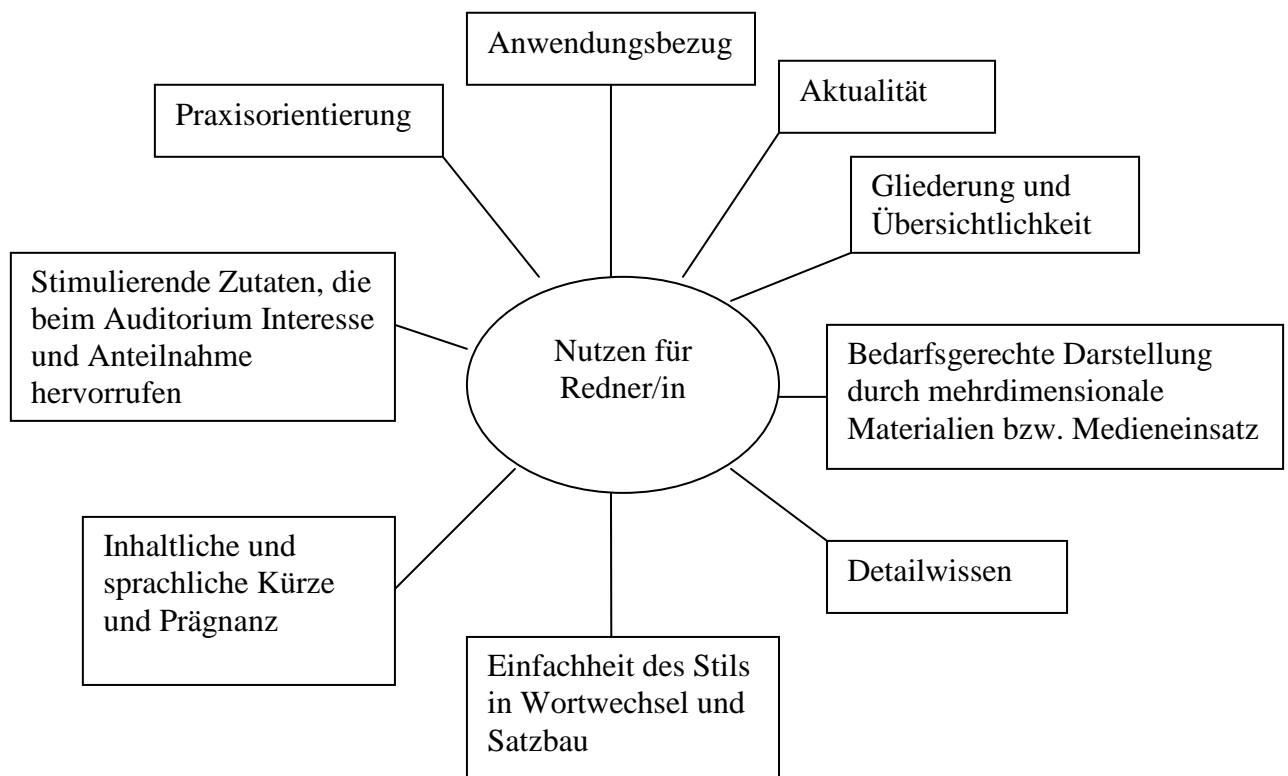 Anwendungsbezug
Aktualität
Praxisorientierung
Gliederung und
Übersichtlichkeit
Stimulierende Zutaten, die
beim Auditorium Interesse
und Anteilnahme
hervorrufen
Nutzen für
Redner/in
Bedarfsgerechte Darstellung
durch mehrdimensionale
Materialien bzw. Medieneinsatz
Inhaltliche und
sprachliche Kürze
und Prägnanz
Detailwissen
Einfachheit des Stils
in Wortwechsel und
Satzbau